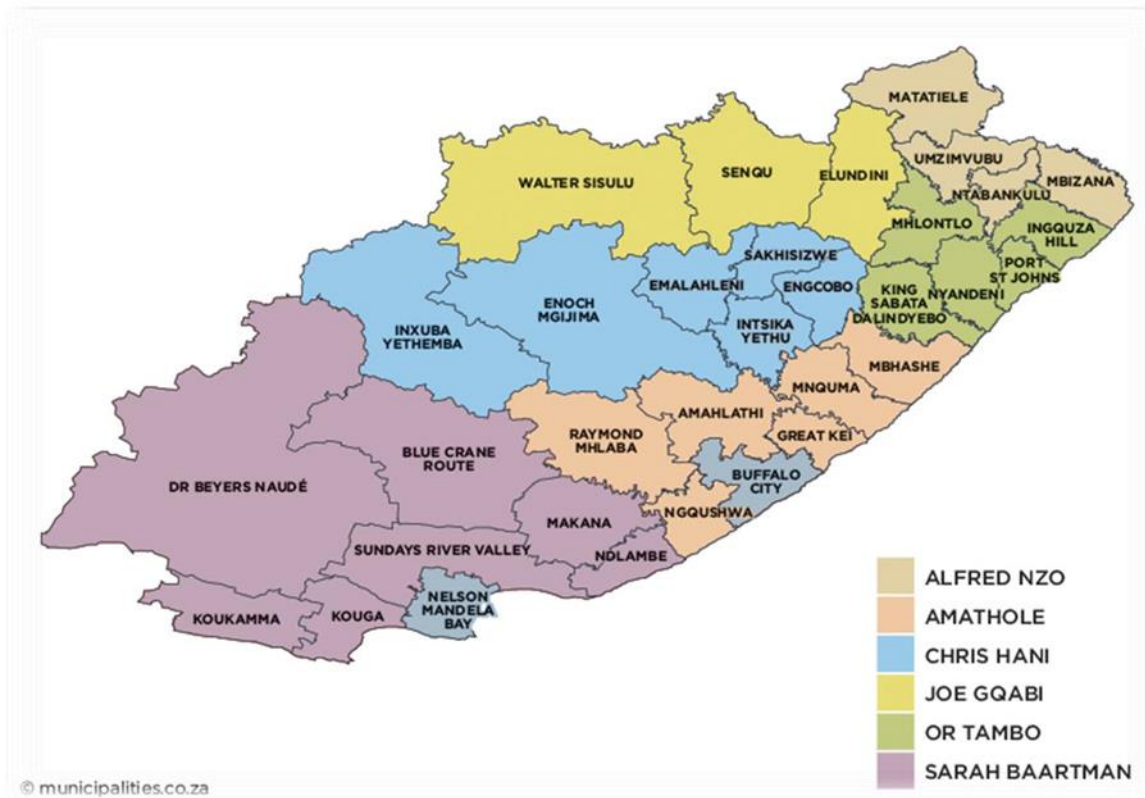 MATATIELE
UMZIMVUBU
MBIZANA
NTABANKULU
WALTER SISULU
SENQU
ELUNDINI
MHLONTLO
INGQUZA
HILL
PORT
ST JOHNS
NYANDENI
KING
SABATA
DALINDYEBO
SAKHISIZWE
EMALAHLENI
ENGCOBO
ENOCH
MGIJIMA
INTSIKA
YETHU
INXUBA
YETHEMBA
MBHASHE
MNQUMA
AMAHLATHI
GREAT KEI
RAYMOND
MHLABA
BLUE CRANE
ROUTE
BUFFALO
CITY
DR BEYERS NAUDÉ
NGQUSHWA
MAKANA
SUNDAYS RIVER VALLEY
NDLAMBE
NELSON
MANDELA
BAY
KOUKAMMA
KOUGA
ALFRED NZO
AMATHOLE
CHRIS HANI
JOE GQABI
OR TAMBO
SARAH BAARTMAN
© municipalities.co.za